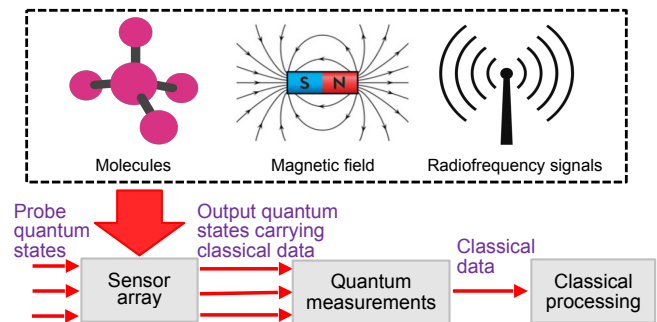 S N
Molecules
Magnetic field
Radiofrequency signals
Probe
quantum
states
Output quantum
states carrying
classical data
Classical
data
Sensor
array
Quantum
measurements
Classical
processing